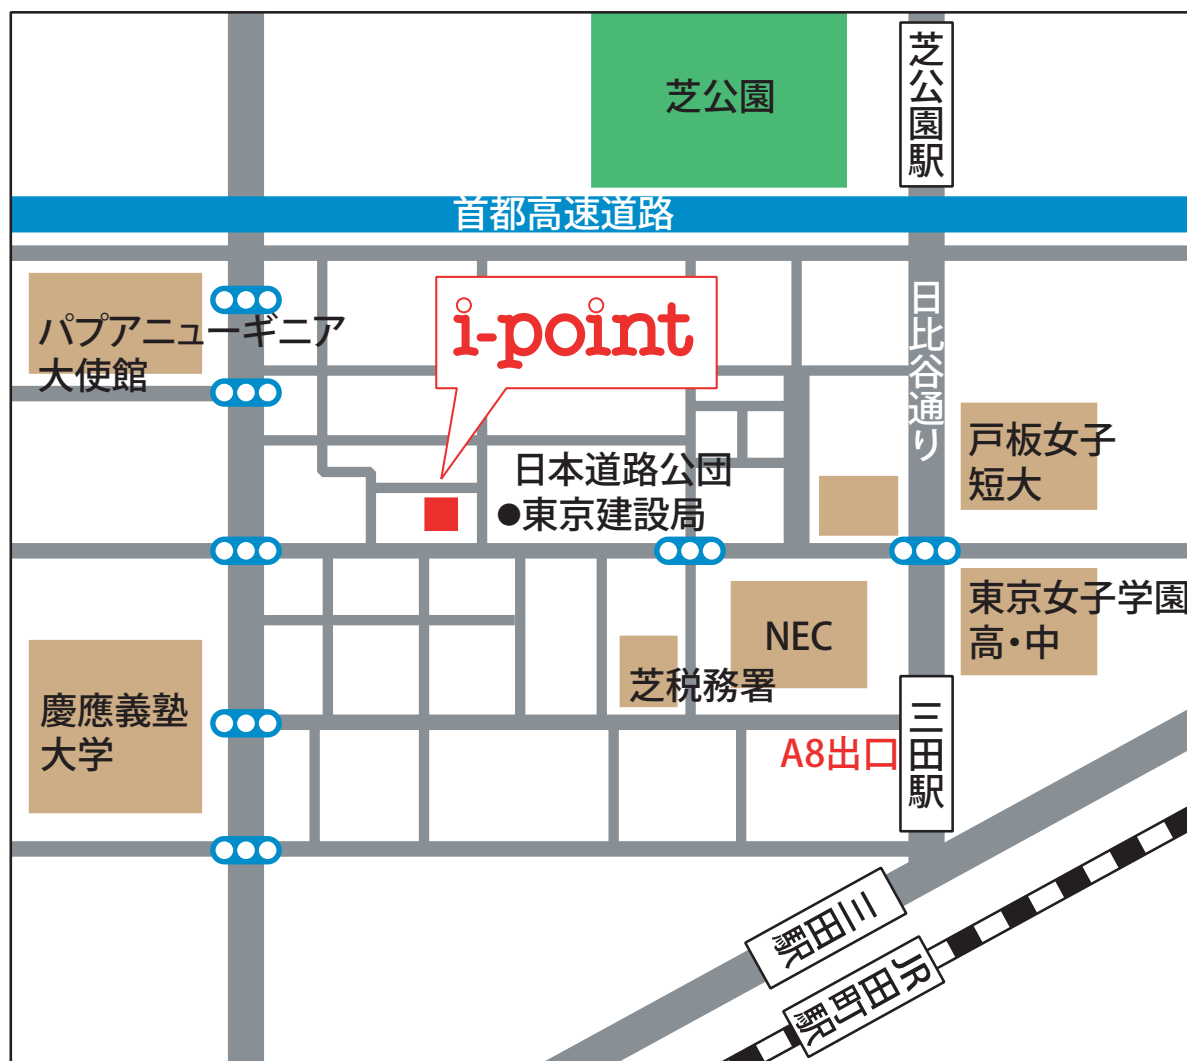 芝公園
芝公園駅
首都高速道路
パプアニューギニア
大使館
i-point
日比谷通り
戸板女子
短大
日本道路公団
●東京建設局
東京女子学園
高・中
NEC
芝税務署
慶應義塾
大学
A8出口
三田駅
三田駅
JR田町駅